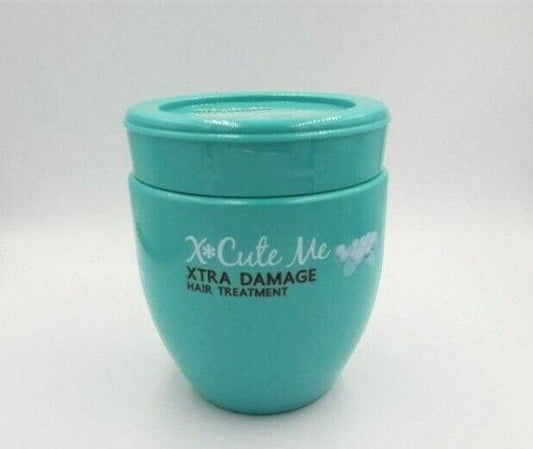 X*Cute Me
XTRA DAMAGE
HAIR TREATMENT